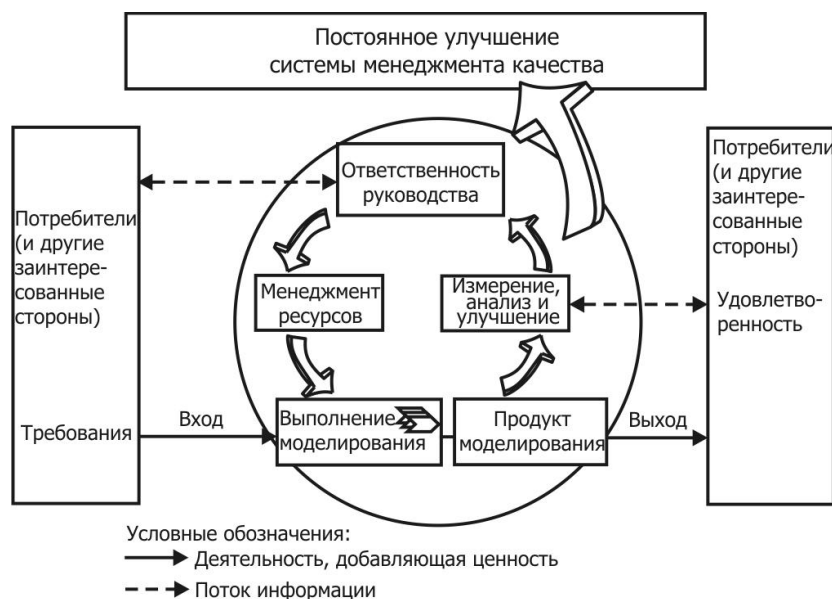 Постоянное улучшение
системы менеджмента качества
Потребители
(и другие
заинтере-
сованные
стороны)
Требования
Ответственность
руководства
Менеджмент
ресурсов
Измерение,
анализ и
улучшение
Вход
Выполнение
моделирования
Продукт
моделирования
Выход
Потребители
(и другие
заинтере-
сованные
стороны)
Удовлетво-
ренность
Условные обозначения:
Деятельность, добавляющая ценность
Поток информации